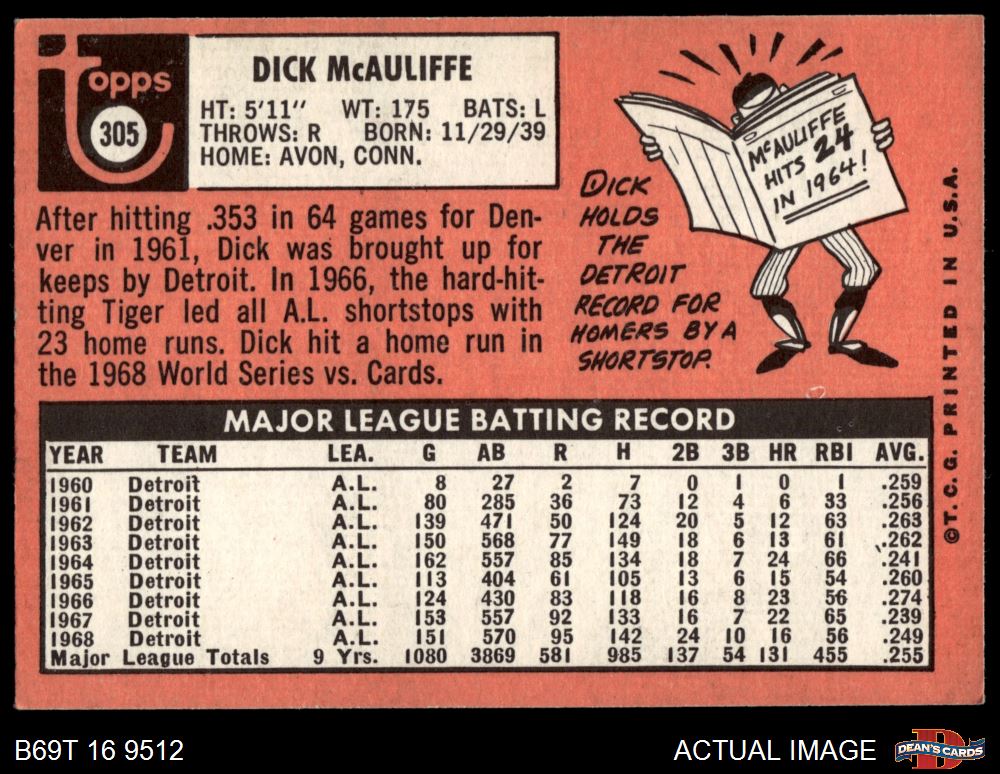 topps
305
DICK McAULIFFE
HT: 5'11" WT: 175 BATS: L
THROWS: R BORN: 11/29/39
HOME: AVON, CONN.
After hitting .353 in 64 games for Den-
ver in 1961, Dick was brought up for
keeps by Detroit. In 1966, the hard-hit-
ting Tiger led all A.L. shortstops with
23 home runs. Dick hit a home run in
the 1968 World Series vs. Cards.
McAULIFFE
HITS 24
IN 1964!
DICK
HOLDS
THE
DETROIT
RECORD FOR
HOMERS BY A
SHORTSTOP.
©T. C. G. PRINTED IN U.S.A.
MAJOR LEAGUE BATTING RECORD
YEAR TEAM LEA. G AB R H 2B 3B HR RBI AVG.
1960 Detroit A.L. 8 27 2 7 0 1 0 1 .259
1961 Detroit A.L. 80 285 36 73 12 4 6 33 .256
1962 Detroit A.L. 139 471 50 124 20 5 12 63 .263
1963 Detroit A.L. 150 568 77 149 18 6 13 61 .262
1964 Detroit A.L. 162 557 85 134 18 7 24 66 .241
1965 Detroit A.L. 113 404 61 105 13 6 15 54 .260
1966 Detroit A.L. 124 430 83 118 16 8 23 56 .274
1967 Detroit A.L. 153 557 92 133 16 7 22 65 .239
1968 Detroit A.L. 151 570 95 142 24 10 16 56 .249
Major League Totals 9 Yrs. 1080 3869 581 985 137 54 131 455 .255
B69T 16 9512
ACTUAL IMAGE
D
DEAN'S CARDS